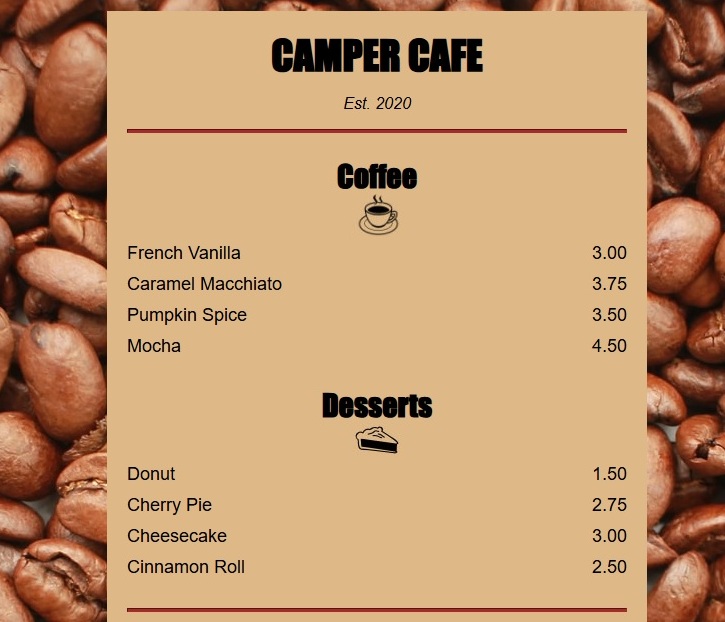 CAMPER CAFE
Est. 2020
Coffee
French Vanilla 3.00
Caramel Macchiato 3.75
Pumpkin Spice 3.50
Mocha 4.50
Desserts
Donut 1.50
Cherry Pie 2.75
Cheesecake 3.00
Cinnamon Roll 2.50